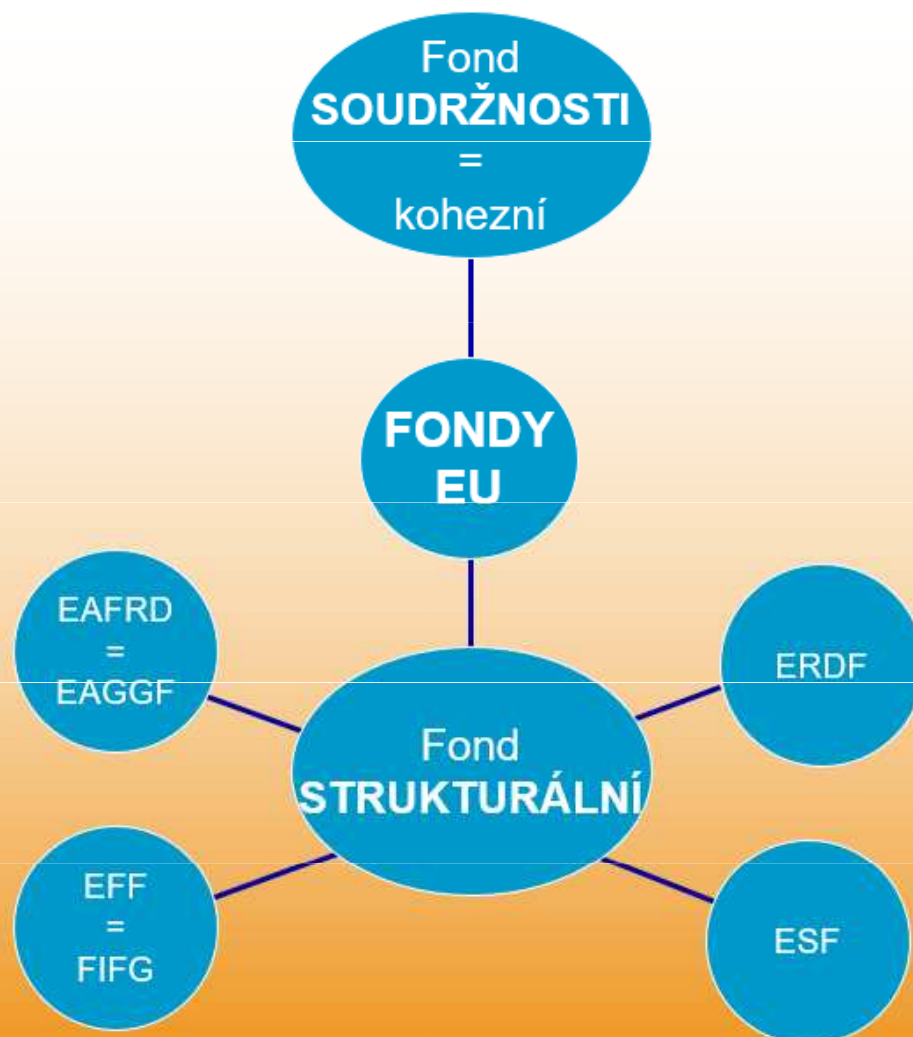 Fond
SOUDRŽNOSTI
=
kohezní
FONDY
EU
EAFRD
=
EAGGF
ERDF
Fond
STRUKTURÁLNÍ
EFF
=
FIFG
ESF